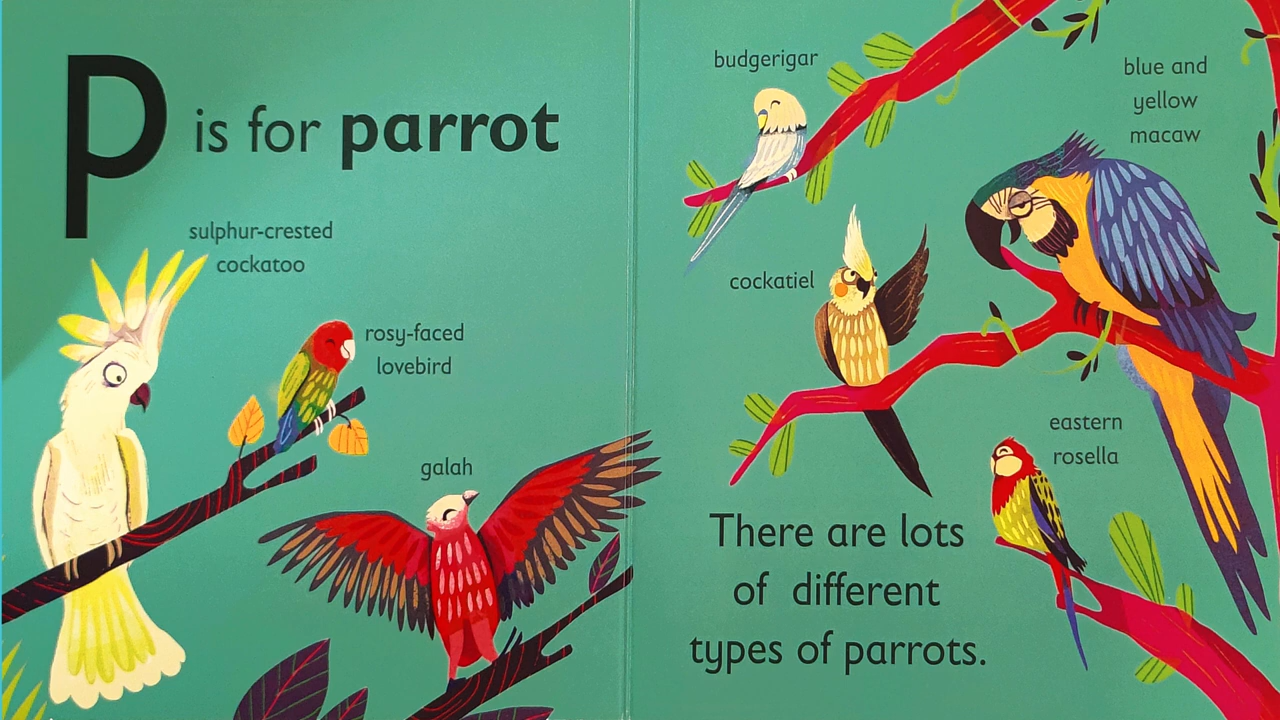 p is for parrot
sulphur-crested
cockatoo
rosy-faced
lovebird
galah
budgerigar
blue and
yellow
macaw
cockatiel
eastern
rosella
There are lots
of different
types of parrots.